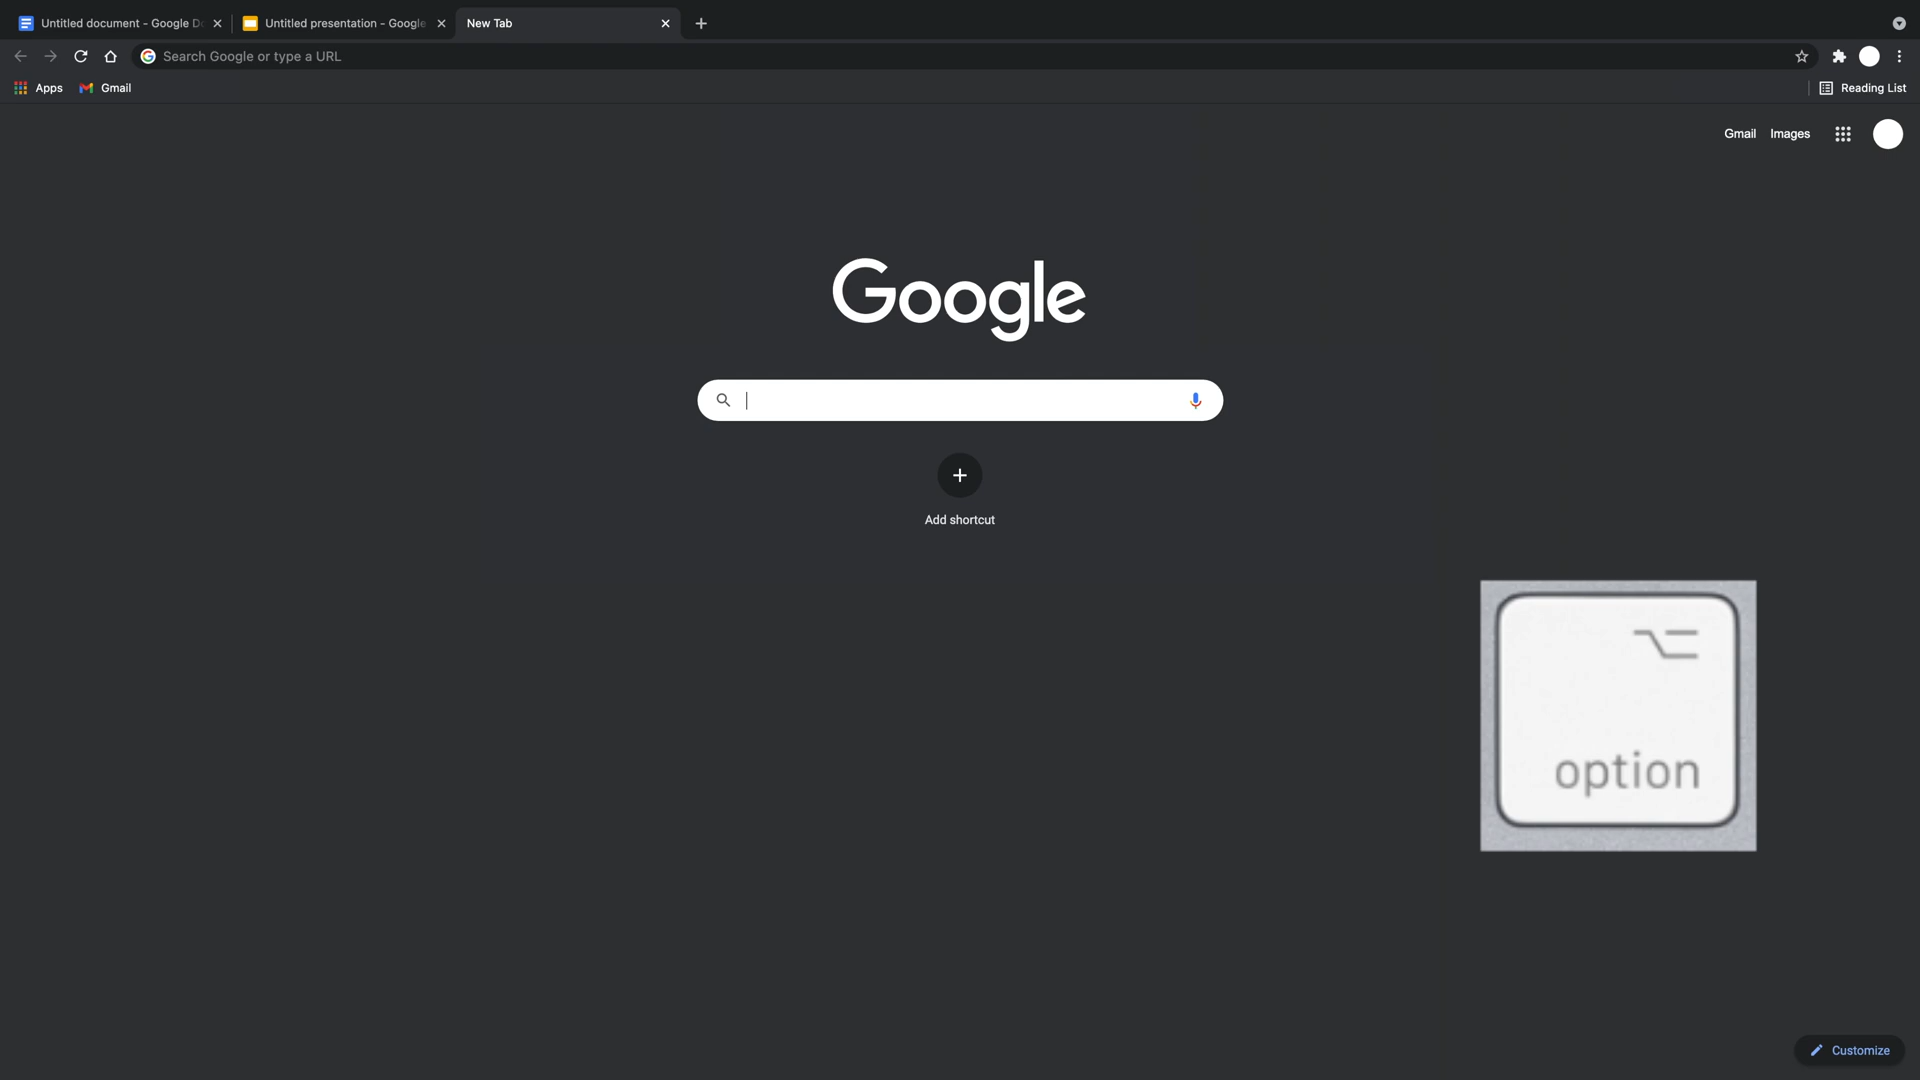 Untitled document - Google Do
Untitled presentation - Google
New Tab
Search Google or type a URL
Apps
Gmail
Reading List
Gmail
Images
Google
Add shortcut
option
Customize